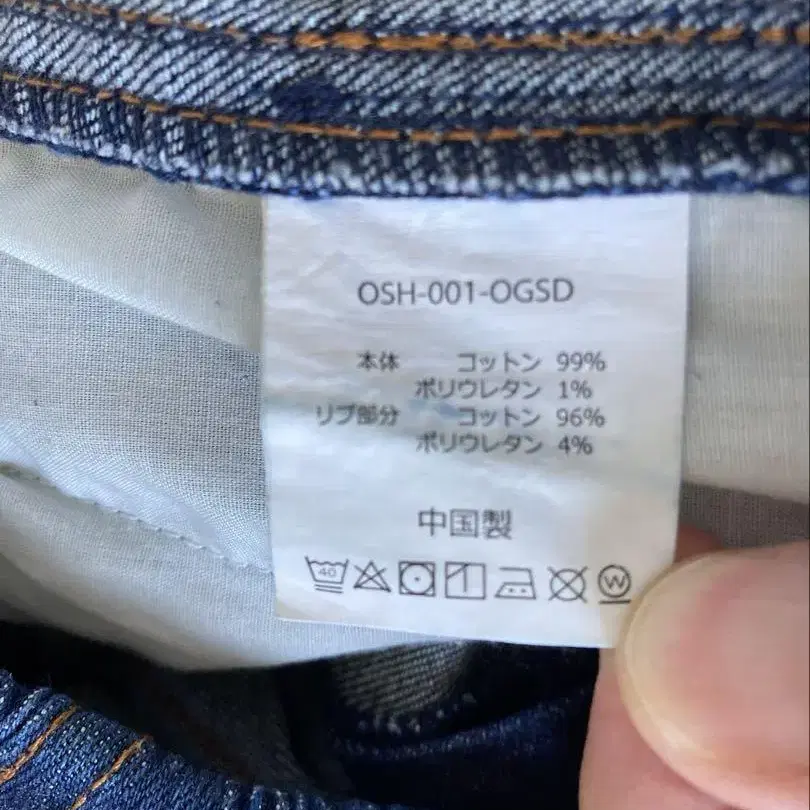 OSH-001-OGSD
本体 コットン 99%
ポリウレタン 1%
リブ部分 コットン 96%
ポリウレタン 4%
中国製
40 W